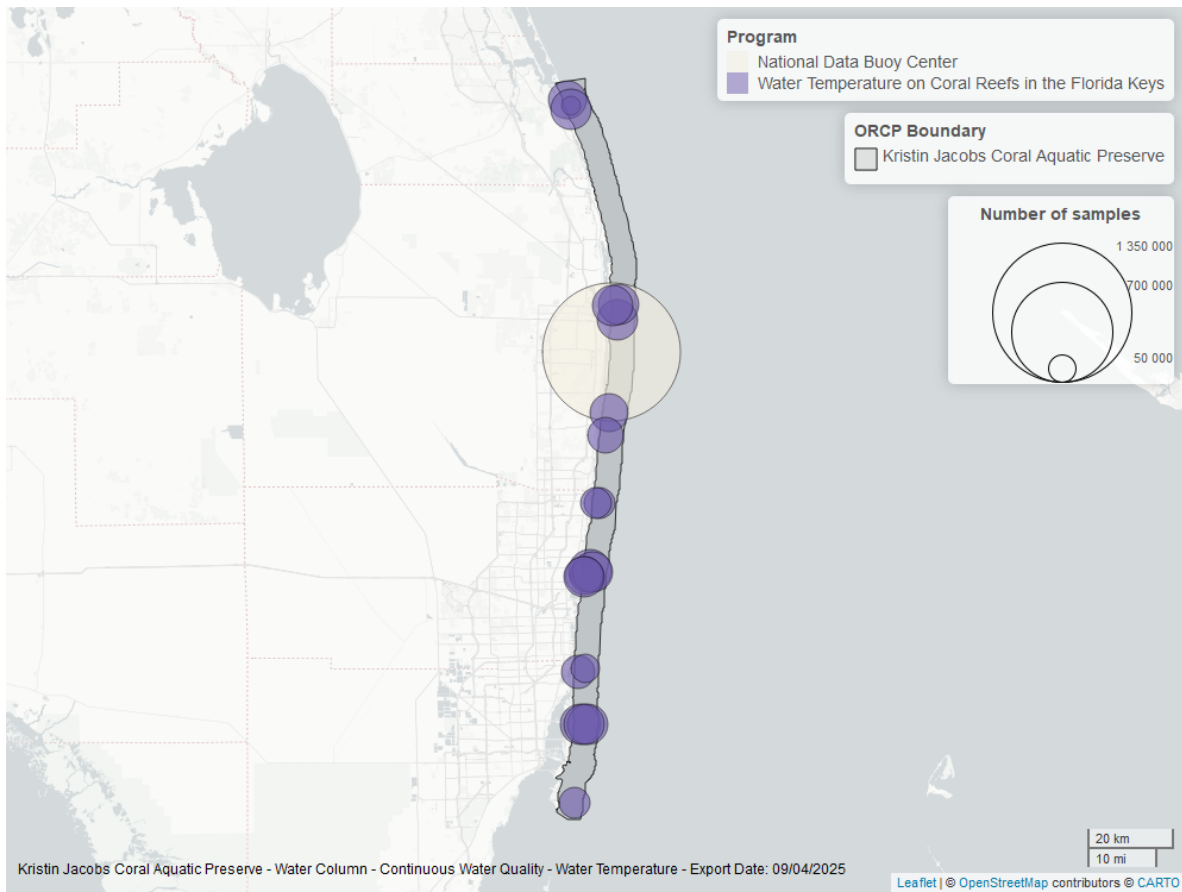 Program
National Data Buoy Center
Water Temperature on Coral Reefs in the Florida Keys
ORCP Boundary
Kristin Jacobs Coral Aquatic Preserve
Number of samples
1 350 000
700 000
50 000
20 km
10 mi
Kristin Jacobs Coral Aquatic Preserve - Water Column - Continuous Water Quality - Water Temperature - Export Date: 09/04/2025
Leaflet | © OpenStreetMap contributors © CARTO